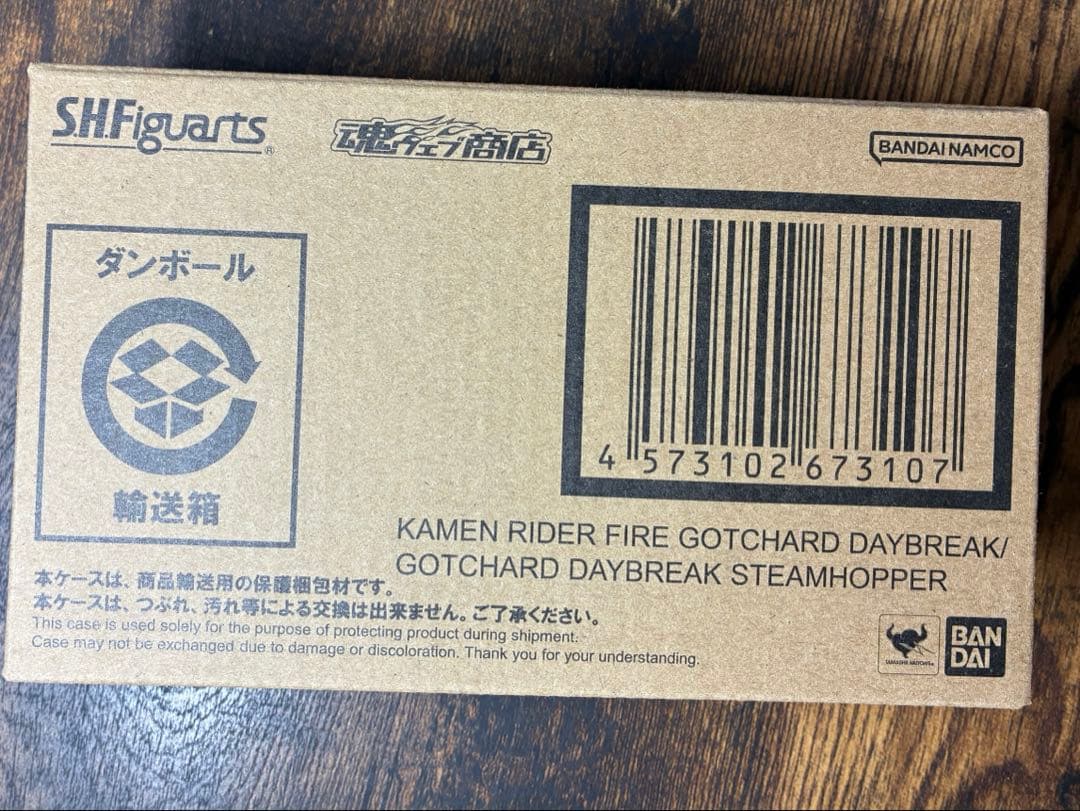 S.H.Figuarts®
魂ウェブ商店
BANDAI NAMCO
ダンボール
輸送箱
4 573102 673107
KAMEN RIDER FIRE GOTCHARD DAYBREAK/
GOTCHARD DAYBREAK STEAMHOPPER
本ケースは、商品輸送用の保護梱包材です。
本ケースは、つぶれ、汚れ等による交換は出来ません。ご了承ください。
This case is used solely for the purpose of protecting product during shipment.
Case may not be exchanged due to damage or discoloration. Thank you for your understanding.
TAMASHII NATIONS
BAN
DAI